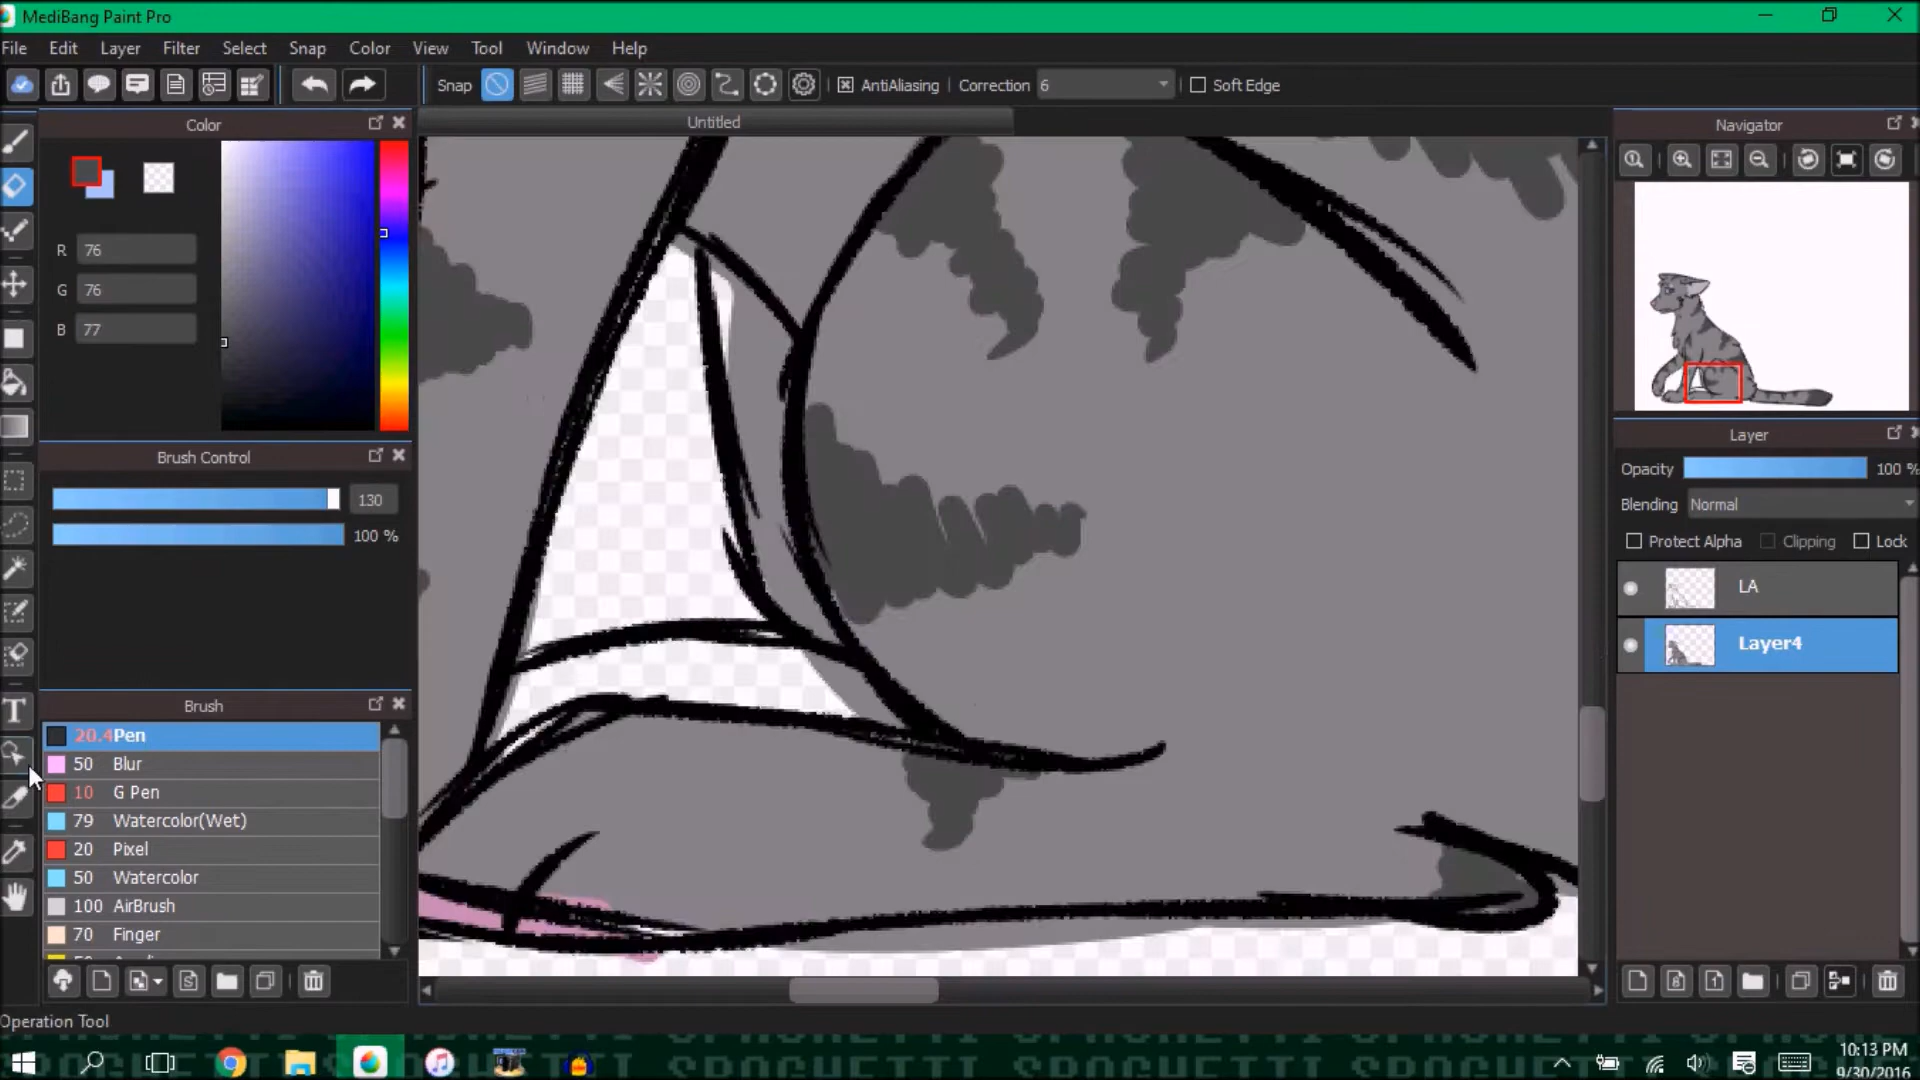 MediBang Paint Pro
File Edit Layer Filter Select Snap Color View Tool Window Help
Snap AntiAliasing Correction 6 Soft Edge
Color
Untitled
Navigator
R 76
G 76
B 77
Brush Control
130
100 %
Layer
Opacity 100 %
Blending Normal
Protect Alpha Clipping Lock
LA
Layer4
Brush
20.4 Pen
50 Blur
10 G Pen
79 Watercolor(Wet)
20 Pixel
50 Watercolor
100 AirBrush
70 Finger
T
Operation Tool
SPAGHETTI SPAGHETTI SPAGHETTI
10:13 PM
9/30/2016